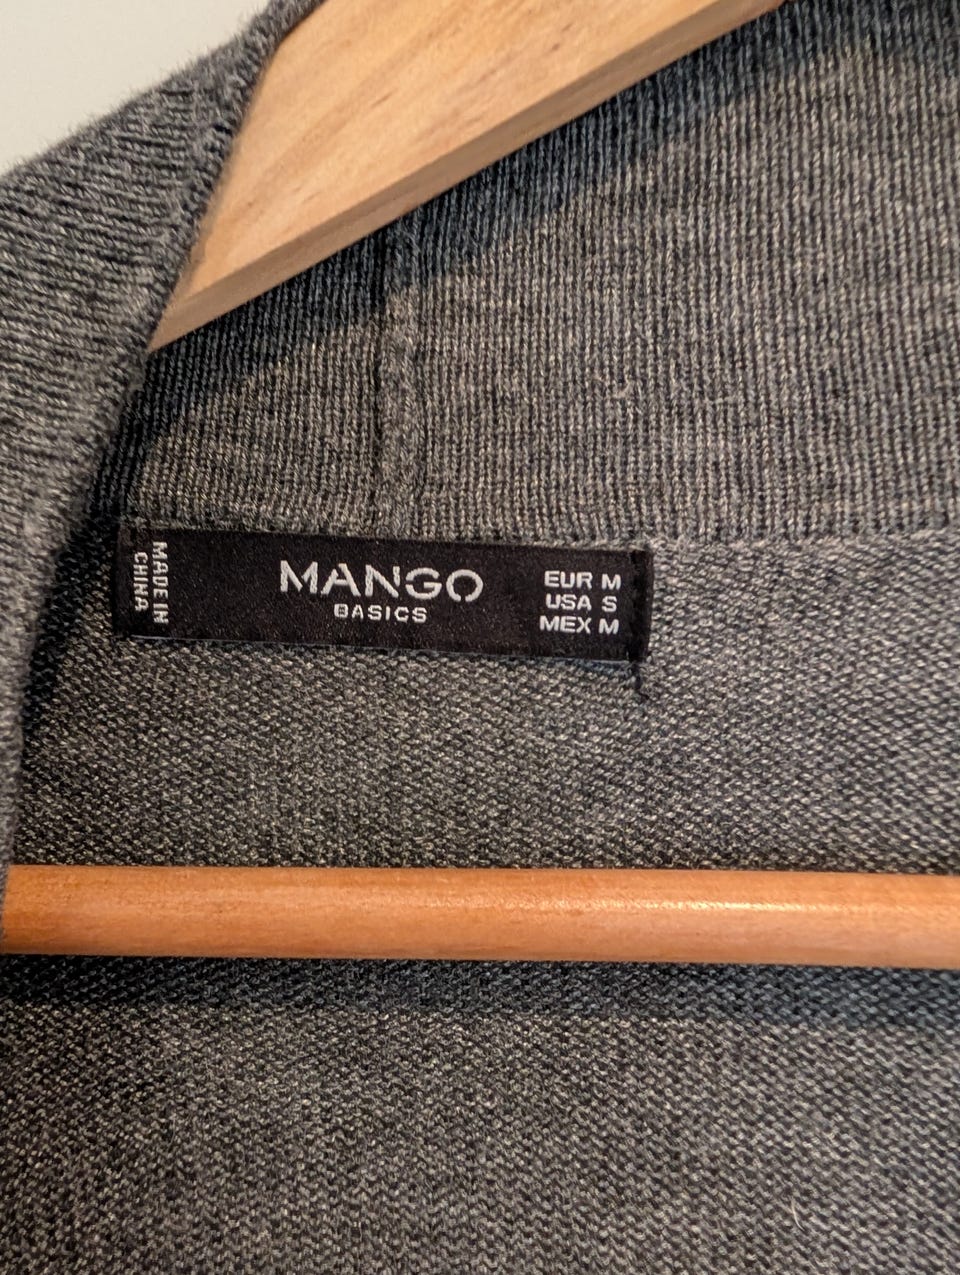 MADE IN
CHINA
MANGO
BASICS
EUR M
USA S
MEX M